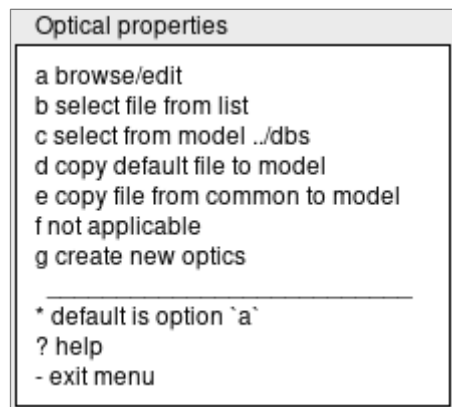 Optical properties
a browse/edit
b select file from list
c select from model ../dbs
d copy default file to model
e copy file from common to model
f not applicable
g create new optics
* default is option `a`
? help
- exit menu